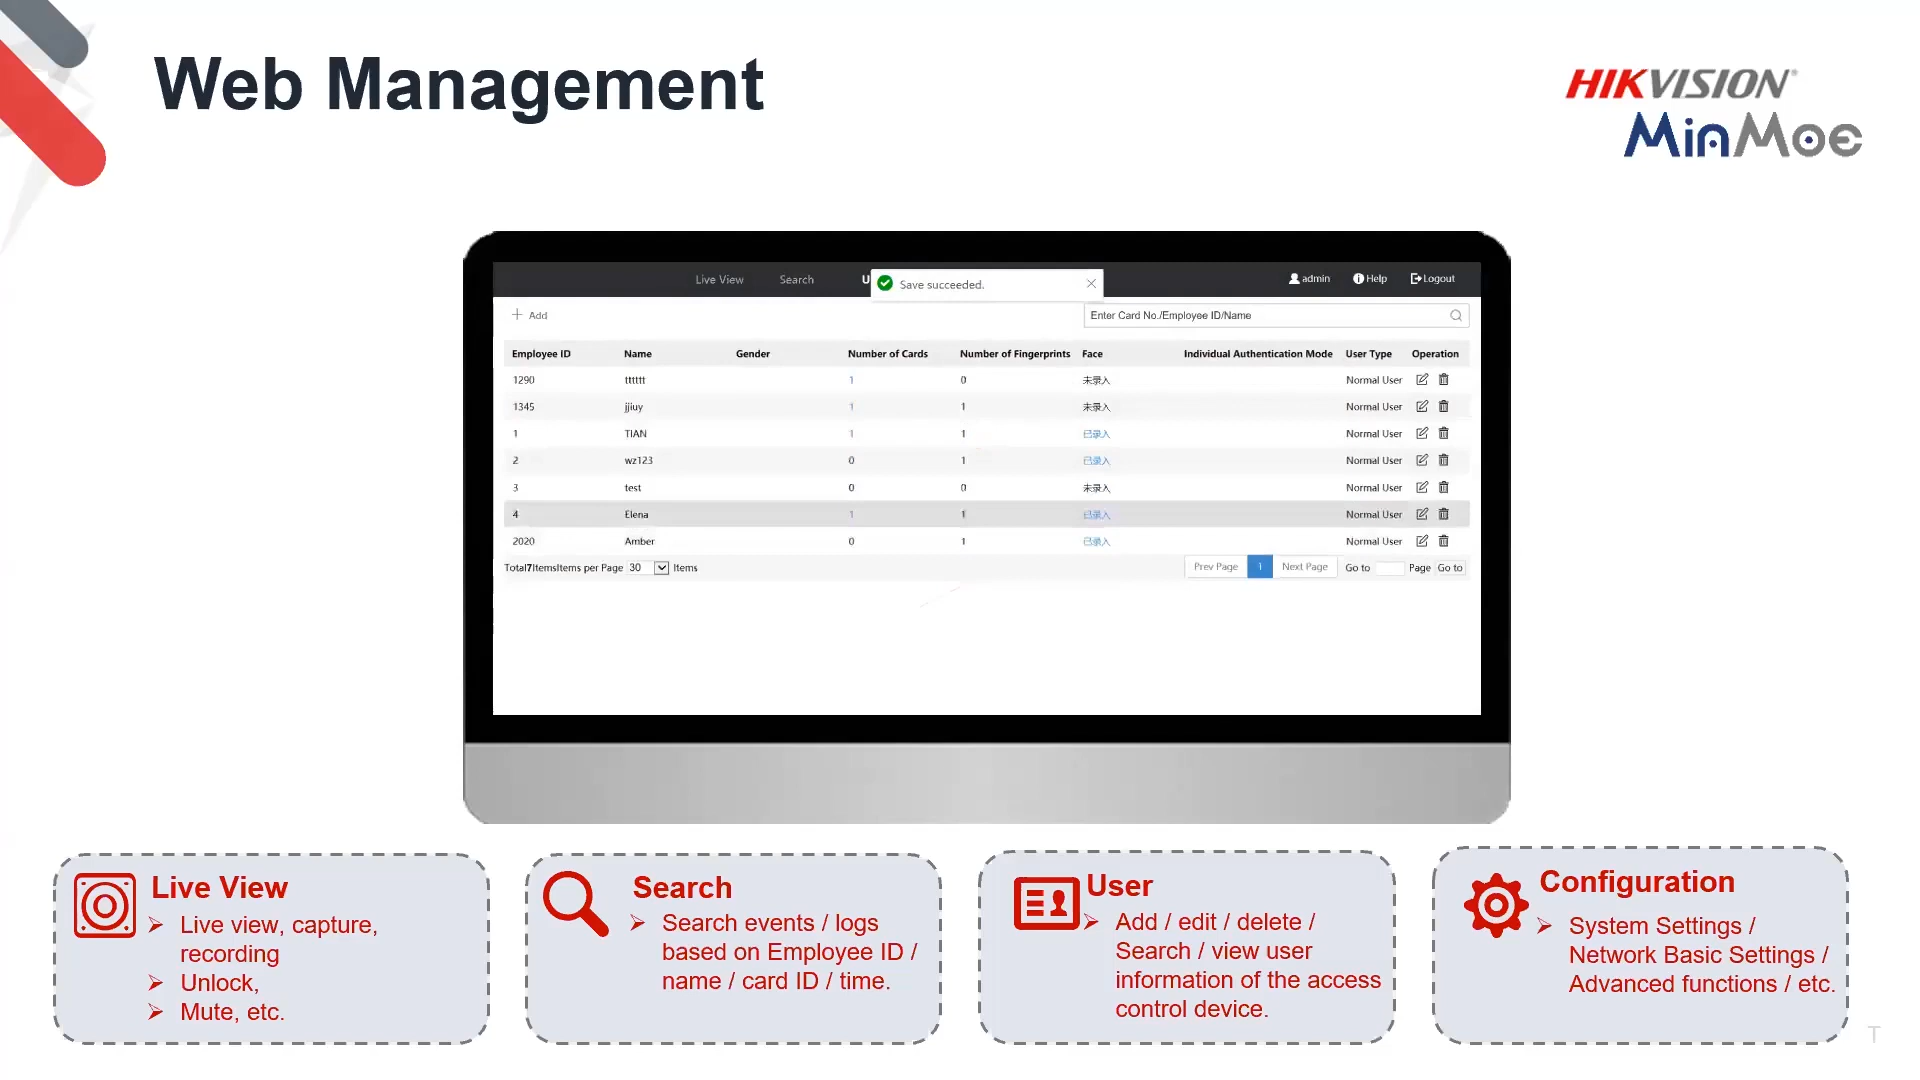 Web Management
HIKVISION®
MinMoe
Live View Search U Save succeeded. admin Help Logout
Add Enter Card No./Employee ID/Name
Employee ID Name Gender Number of Cards Number of Fingerprints Face Individual Authentication Mode User Type Operation
1290 tttttt 1 0 未录入 Normal User
1345 jjiuy 1 1 未录入 Normal User
1 TIAN 1 1 已录入 Normal User
2 wz123 0 1 已录入 Normal User
3 test 0 0 未录入 Normal User
4 Elena 1 1 已录入 Normal User
2020 Amber 0 1 已录入 Normal User
Total7ItemsItems per Page 30 Items Prev Page 1 Next Page Go to Page Go to
Live View
Live view, capture,
recording
Unlock,
Mute, etc.
Search
Search events / logs
based on Employee ID /
name / card ID / time.
User
Add / edit / delete /
Search / view user
information of the access
control device.
Configuration
System Settings /
Network Basic Settings /
Advanced functions / etc.
T